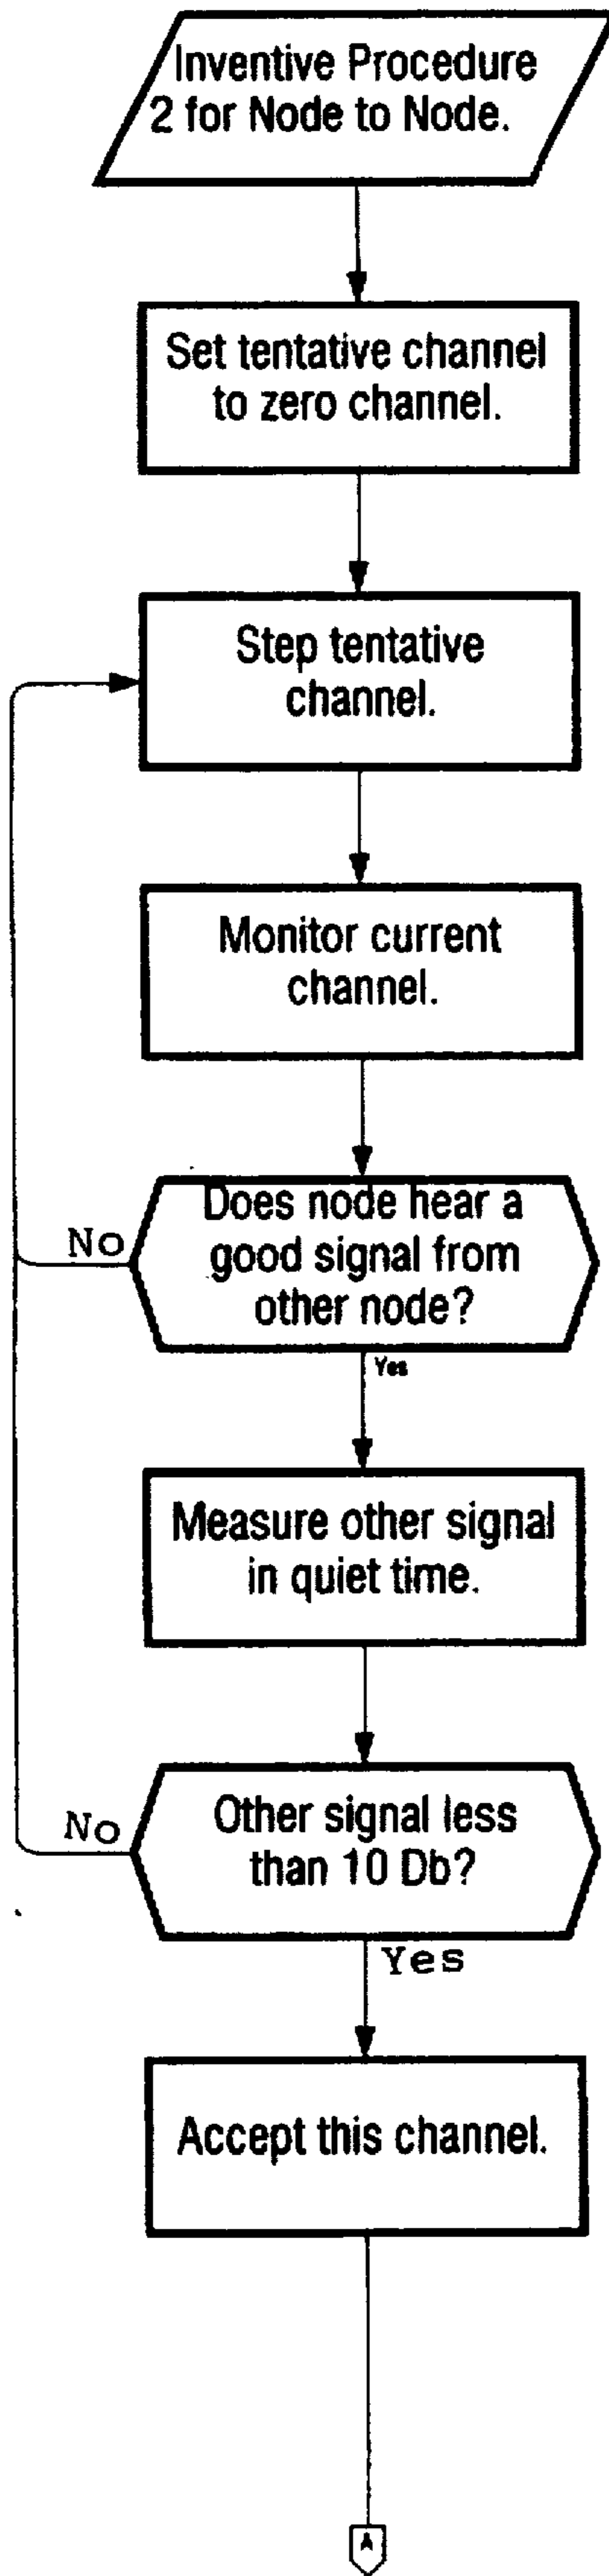 Inventive Procedure
2 for Node to Node.
Set tentative channel
to zero channel.
Step tentative
channel.
Monitor current
channel.
Does node hear a
good signal from
other node?
No
Yes
Measure other signal
in quiet time.
Other signal less
than 10 Db?
No
Yes
Accept this channel.
A